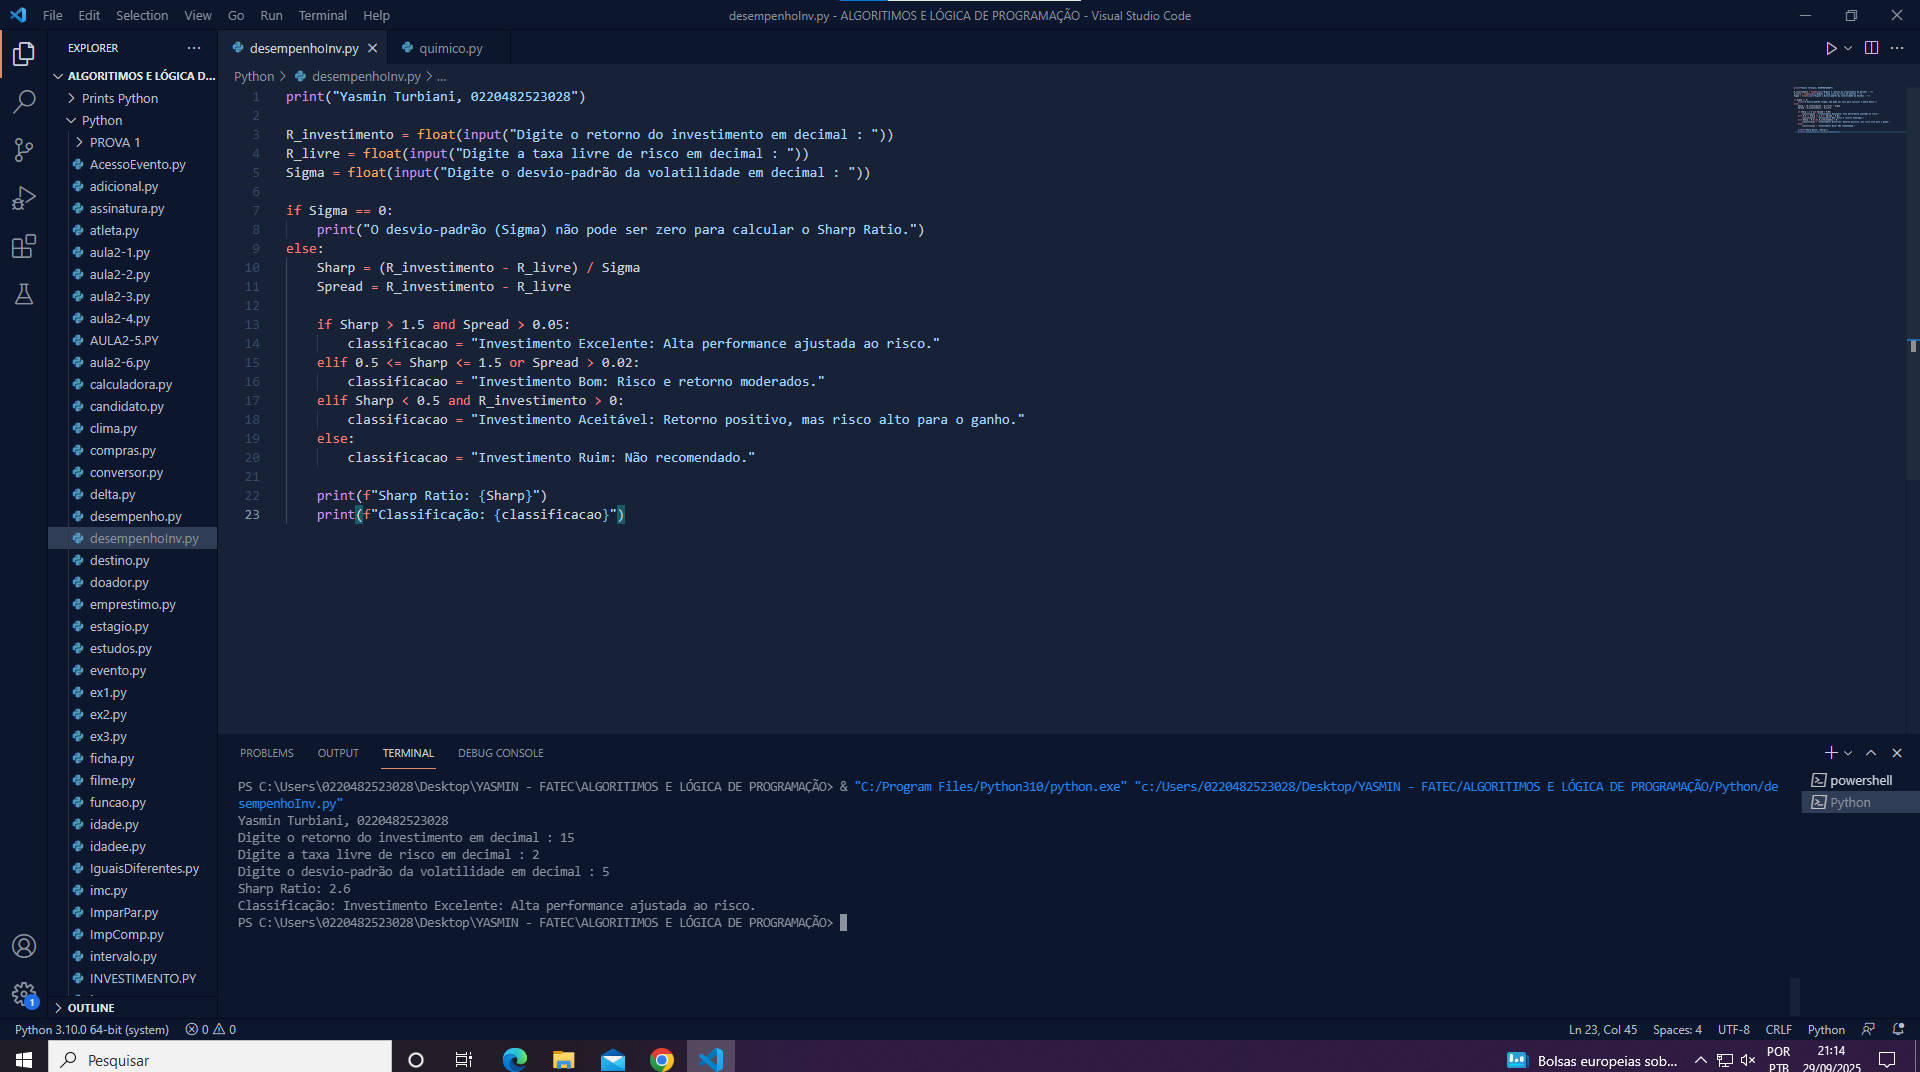 File Edit Selection View Go Run Terminal Help
desempenhoInv.py - ALGORITIMOS E LÓGICA DE PROGRAMAÇÃO - Visual Studio Code
EXPLORER
ALGORITIMOS E LÓGICA D...
Prints Python
Python
PROVA 1
AcessoEvento.py
adicional.py
assinatura.py
atleta.py
aula2-1.py
aula2-2.py
aula2-3.py
aula2-4.py
AULA2-5.PY
aula2-6.py
calculadora.py
candidato.py
clima.py
compras.py
conversor.py
delta.py
desempenho.py
desempenhoInv.py
destino.py
doador.py
emprestimo.py
estagio.py
estudos.py
evento.py
ex1.py
ex2.py
ex3.py
ficha.py
filme.py
funcao.py
idade.py
idadee.py
IguaisDiferentes.py
imc.py
ImparPar.py
ImpComp.py
intervalo.py
INVESTIMENTO.PY
OUTLINE
desempenhoInv.py quimico.py
Python > desempenhoInv.py > ...
1 print("Yasmin Turbiani, 0220482523028")
2
3 R_investimento = float(input("Digite o retorno do investimento em decimal : "))
4 R_livre = float(input("Digite a taxa livre de risco em decimal : "))
5 Sigma = float(input("Digite o desvio-padrão da volatilidade em decimal : "))
6
7 if Sigma == 0:
8 print("O desvio-padrão (Sigma) não pode ser zero para calcular o Sharp Ratio.")
9 else:
10 Sharp = (R_investimento - R_livre) / Sigma
11 Spread = R_investimento - R_livre
12
13 if Sharp > 1.5 and Spread > 0.05:
14 classificacao = "Investimento Excelente: Alta performance ajustada ao risco."
15 elif 0.5 <= Sharp <= 1.5 or Spread > 0.02:
16 classificacao = "Investimento Bom: Risco e retorno moderados."
17 elif Sharp < 0.5 and R_investimento > 0:
18 classificacao = "Investimento Aceitável: Retorno positivo, mas risco alto para o ganho."
19 else:
20 classificacao = "Investimento Ruim: Não recomendado."
21
22 print(f"Sharp Ratio: {Sharp}")
23 print(f"Classificação: {classificacao}")
PROBLEMS OUTPUT TERMINAL DEBUG CONSOLE
PS C:\Users\0220482523028\Desktop\YASMIN - FATEC\ALGORITIMOS E LÓGICA DE PROGRAMAÇÃO> & "C:/Program Files/Python310/python.exe" "c:/Users/0220482523028/Desktop/YASMIN - FATEC/ALGORITIMOS E LÓGICA DE PROGRAMAÇÃO/Python/de
sempenhoInv.py"
Yasmin Turbiani, 0220482523028
Digite o retorno do investimento em decimal : 15
Digite a taxa livre de risco em decimal : 2
Digite o desvio-padrão da volatilidade em decimal : 5
Sharp Ratio: 2.6
Classificação: Investimento Excelente: Alta performance ajustada ao risco.
PS C:\Users\0220482523028\Desktop\YASMIN - FATEC\ALGORITIMOS E LÓGICA DE PROGRAMAÇÃO>
powershell
Python
1
Python 3.10.0 64-bit (system) 0 0
Ln 23, Col 45 Spaces: 4 UTF-8 CRLF Python
Pesquisar
Bolsas europeias sob...
POR
PTB
21:14
29/09/2025